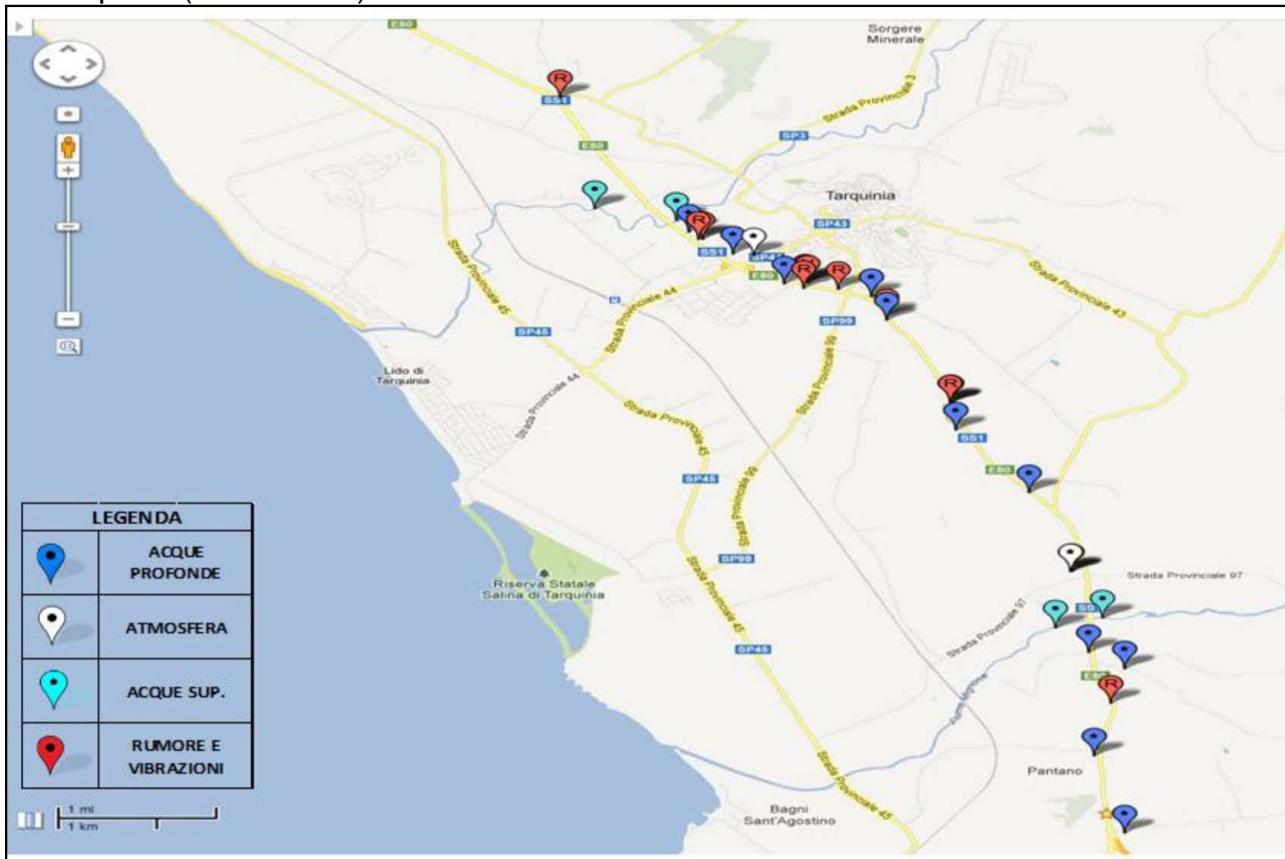 E80
Sorgere
Minerale
SS1
E80
Strada Provinciale 3
SP3
Tarquinia
SP43
SS1
E80
Strada Provinciale 43
Strada Provinciale 45
Strada Provinciale 44
SP45
SP99
Lido di
Tarquinia
Strada Provinciale 44
Strada Provinciale 99
Strada Provinciale 45
SS1
E80
SP45
Strada Provinciale 99
SP99
Riserva Statale
Salina di Tarquinia
Strada Provinciale 97
Strada Provinciale 97
Strada Provinciale 45
SP45
Fiume Mignone
Pantano
Strada Provinciale 45
Bagni
Sant'Agostino
LEGENDA
ACQUE
PROFONDE
ATMOSFERA
ACQUE SUP.
RUMORE E
VIBRAZIONI
1 mi
1 km
R
R
R
R
R
R